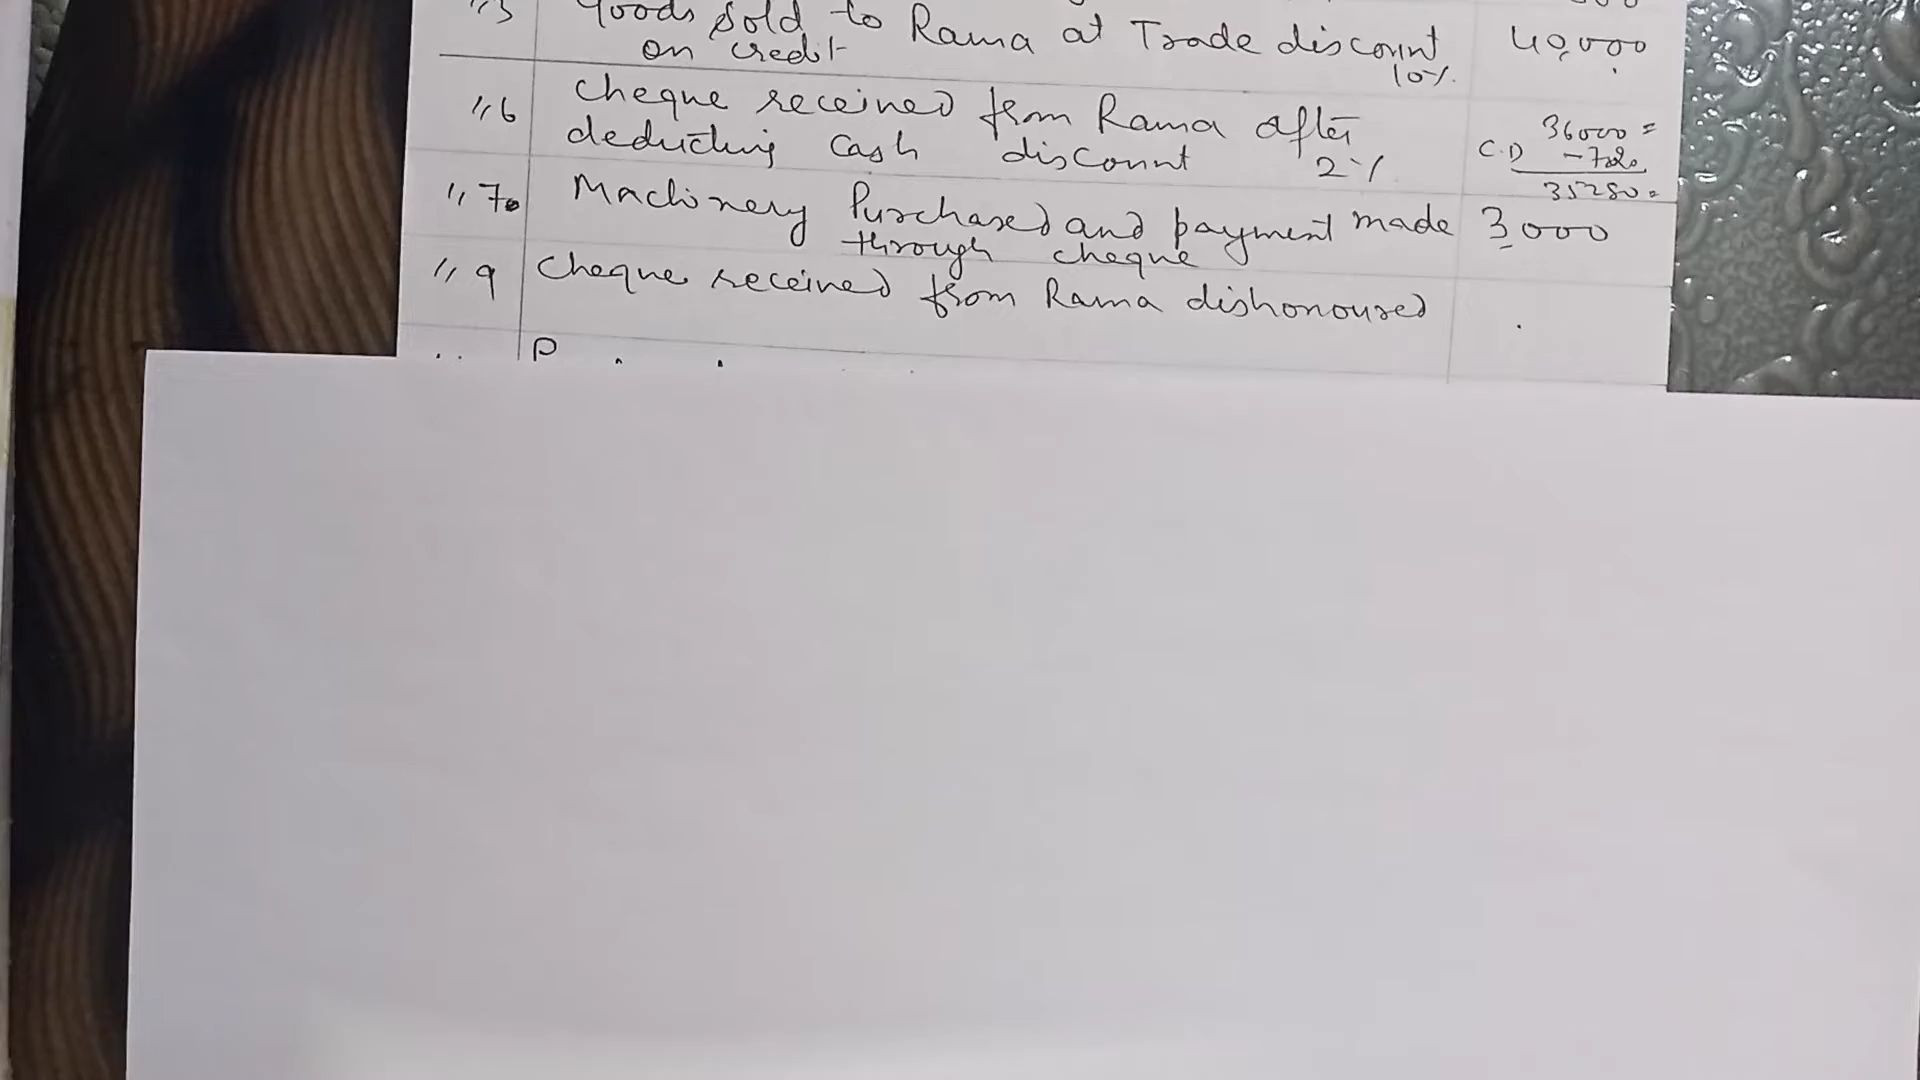 ,,5 Goods sold to Rama at Trade discount 40,000
on credit 10%.
,,6 Cheque received from Rama after 36000=
deducting cash discount 2% C.D -720
35280=
,,7 Machinery Purchased and payment made 3,000
through cheque
,,9 Cheque received from Rama dishonoured